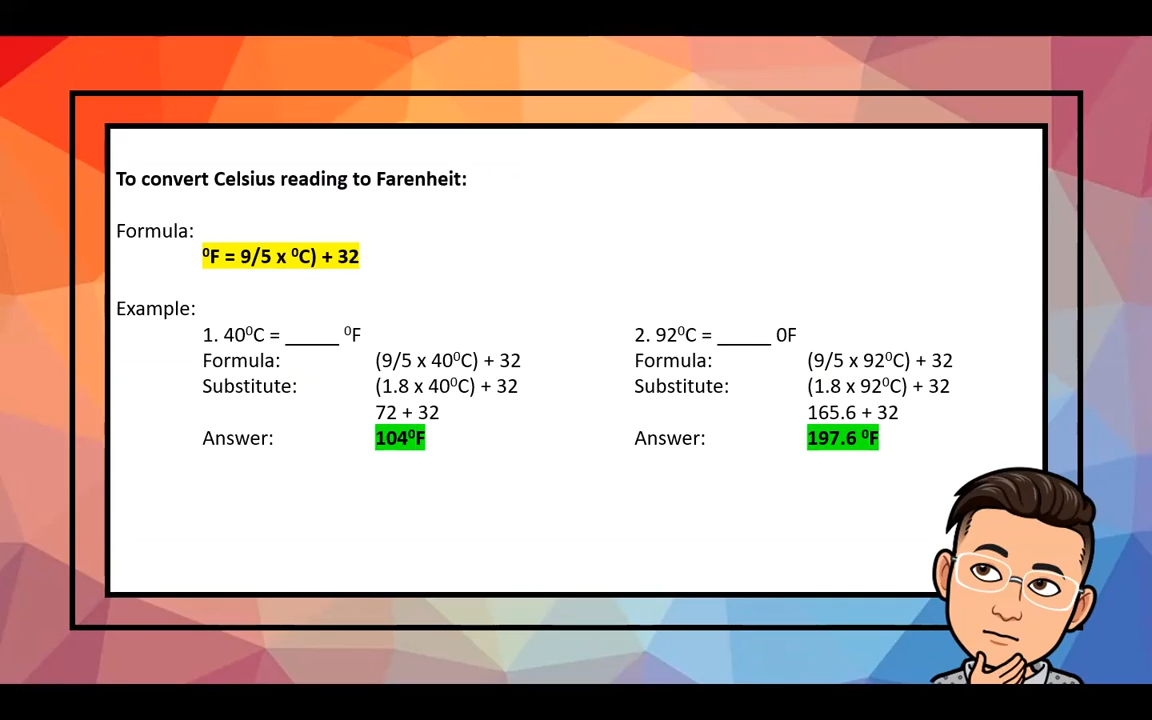 To convert Celsius reading to Farenheit:
Formula:
⁰F = 9/5 x ⁰C) + 32
Example:
1. 40⁰C = ______ ⁰F
Formula: (9/5 x 40⁰C) + 32
Substitute: (1.8 x 40⁰C) + 32
72 + 32
Answer: 104⁰F
2. 92⁰C = ______ 0F
Formula: (9/5 x 92⁰C) + 32
Substitute: (1.8 x 92⁰C) + 32
165.6 + 32
Answer: 197.6 ⁰F